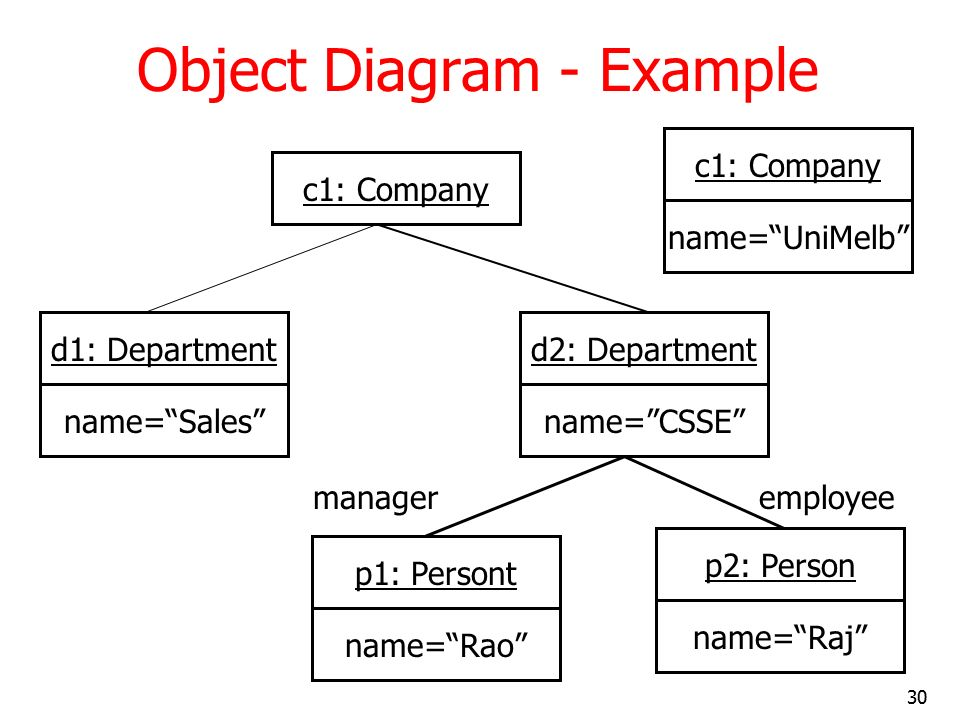 Object Diagram - Example
c1: Company
c1: Company
name=“UniMelb”
d1: Department
name=“Sales”
d2: Department
name=”CSSE”
manager
employee
p1: Persont
name=“Rao”
p2: Person
name=“Raj”
30